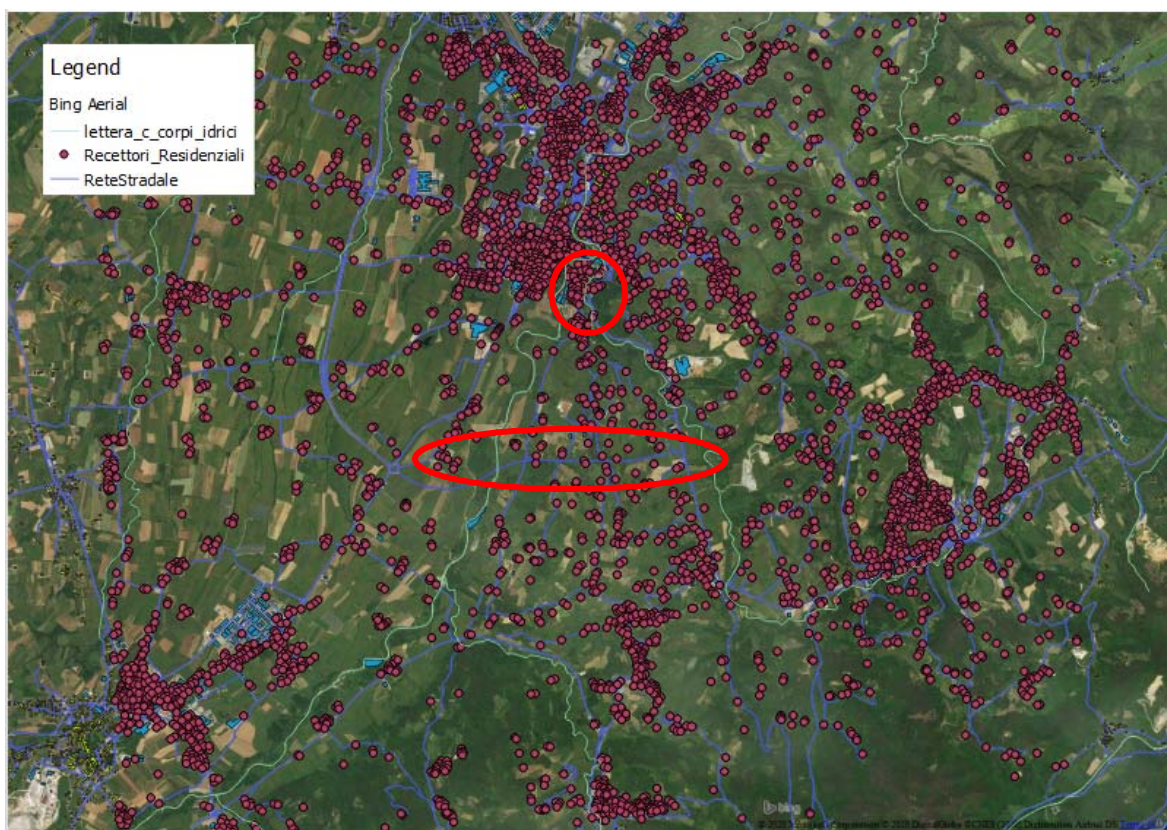 Legend
Bing Aerial
lettera_c_corpi_idrici
Recettori_Residenziali
ReteStradale
bing